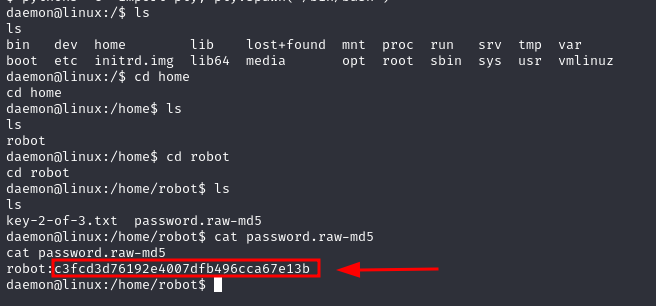 daemon@linux:/$ ls
ls
bin dev home lib lost+found mnt proc run srv tmp var
boot etc initrd.img lib64 media opt root sbin sys usr vmlinuz
daemon@linux:/$ cd home
cd home
daemon@linux:/home$ ls
ls
robot
daemon@linux:/home$ cd robot
cd robot
daemon@linux:/home/robot$ ls
ls
key-2-of-3.txt password.raw-md5
daemon@linux:/home/robot$ cat password.raw-md5
cat password.raw-md5
robot:c3fcd3d76192e4007dfb496cca67e13b
daemon@linux:/home/robot$